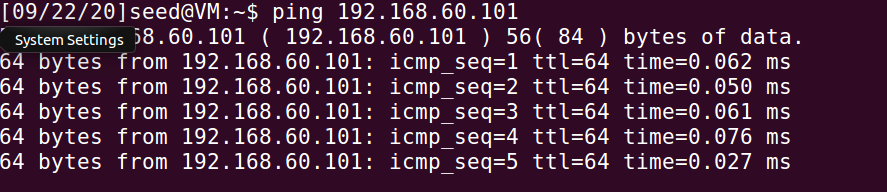 [09/22/20]seed@VM:~$ ping 192.168.60.101
System Settings 68.60.101 ( 192.168.60.101 ) 56( 84 ) bytes of data.
64 bytes from 192.168.60.101: icmp_seq=1 ttl=64 time=0.062 ms
64 bytes from 192.168.60.101: icmp_seq=2 ttl=64 time=0.050 ms
64 bytes from 192.168.60.101: icmp_seq=3 ttl=64 time=0.061 ms
64 bytes from 192.168.60.101: icmp_seq=4 ttl=64 time=0.076 ms
64 bytes from 192.168.60.101: icmp_seq=5 ttl=64 time=0.027 ms